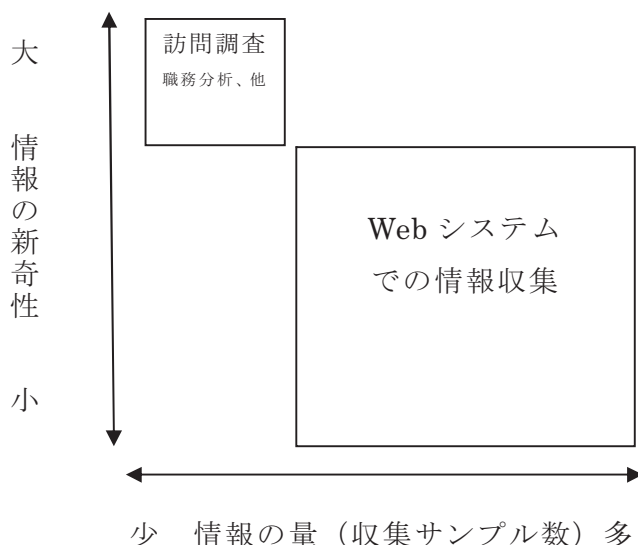 大　情報の新奇性　小
訪問調査
職務分析、他
Web システム
での情報収集
少　情報の量（収集サンプル数）多